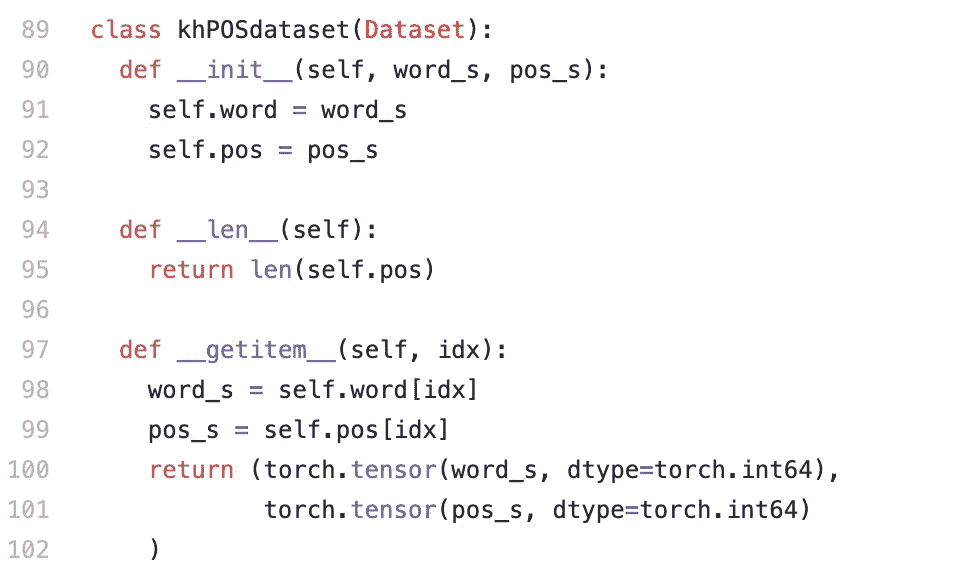 89 class khPOSdataset(Dataset):
90   def __init__(self, word_s, pos_s):
91     self.word = word_s
92     self.pos = pos_s
93
94   def __len__(self):
95     return len(self.pos)
96
97   def __getitem__(self, idx):
98     word_s = self.word[idx]
99     pos_s = self.pos[idx]
100     return (torch.tensor(word_s, dtype=torch.int64),
101             torch.tensor(pos_s, dtype=torch.int64)
102     )